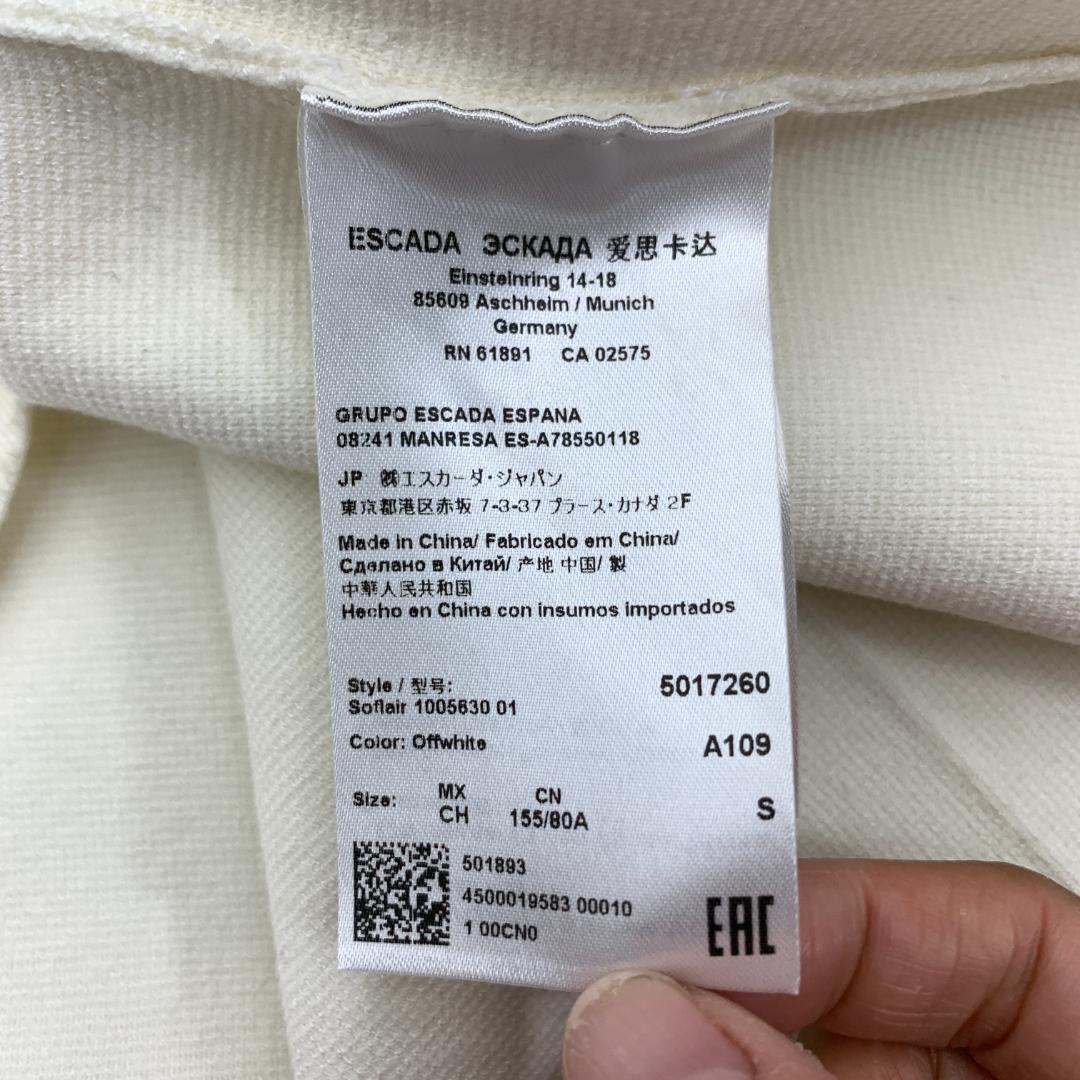 ESCADA ЭСКАДА 爱思卡达
Einsteinring 14-18
85609 Aschheim / Munich
Germany
RN 61891 CA 02575
GRUPO ESCADA ESPANA
08241 MANRESA ES-A78550118
JP ㈱エスカーダ・ジャパン
東京都港区赤坂 7-3-37 プラース・カナダ 2F
Made in China/ Fabricado em China/
Сделано в Китай/ 产地 中国/ 製
中華人民共和国
Hecho en China con insumos importados
Style / 型号: 5017260
Soflair 1005630 01
Color: Offwhite A109
Size: MX CN S
CH 155/80A
501893
4500019583 00010
1 00CN0
EAC